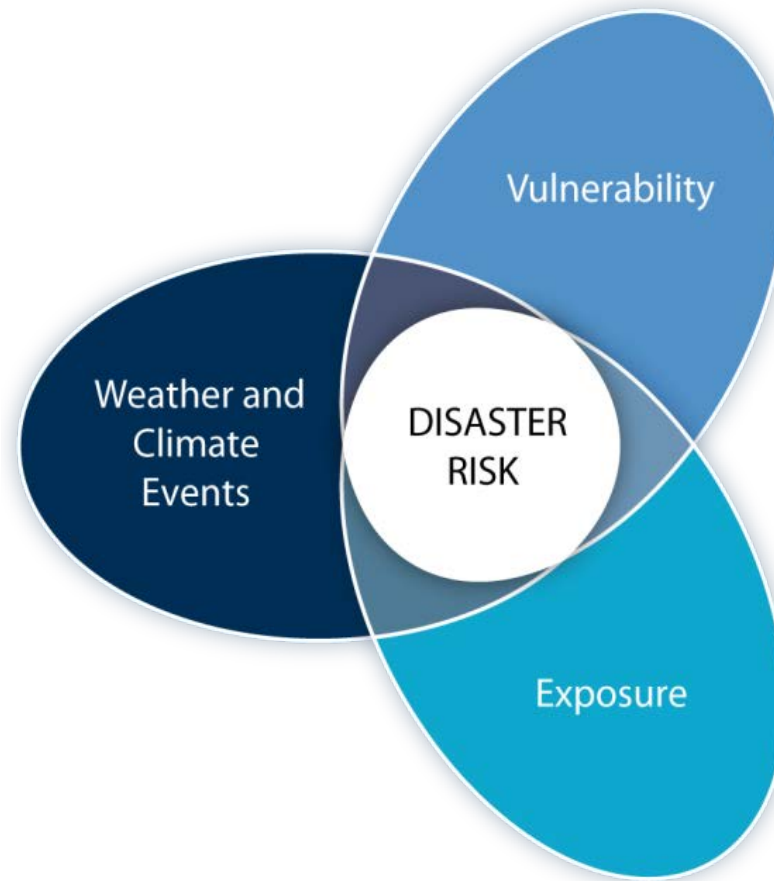 Vulnerability
Weather and
Climate
Events
DISASTER
RISK
Exposure